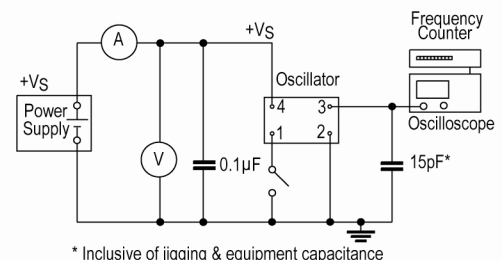 Frequency
Counter
+VS
A
Oscillator
+VS
Power
Supply
4
3
Oscilloscope
1
2
V
0.1µF
15pF*
* Inclusive of jigging & equipment capacitance